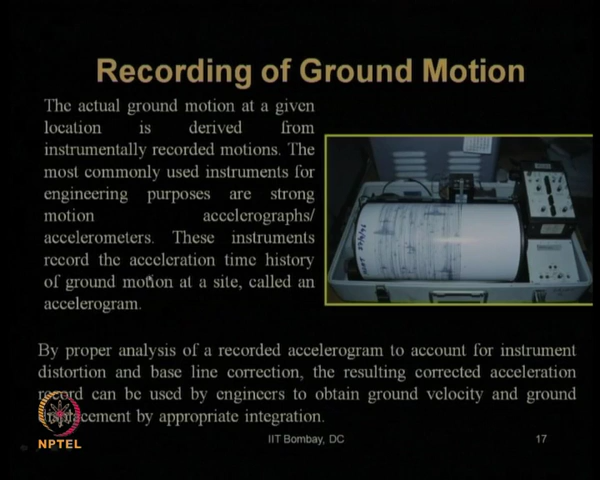 Recording of Ground Motion
The actual ground motion at a given
location is derived from
instrumentally recorded motions. The
most commonly used instruments for
engineering purposes are strong
motion accelerographs/
accelerometers. These instruments
record the acceleration time history
of ground motion at a site, called an
accelerogram.
By proper analysis of a recorded accelerogram to account for instrument
distortion and base line correction, the resulting corrected acceleration
record can be used by engineers to obtain ground velocity and ground
displacement by appropriate integration.
NPTEL
IIT Bombay, DC
17